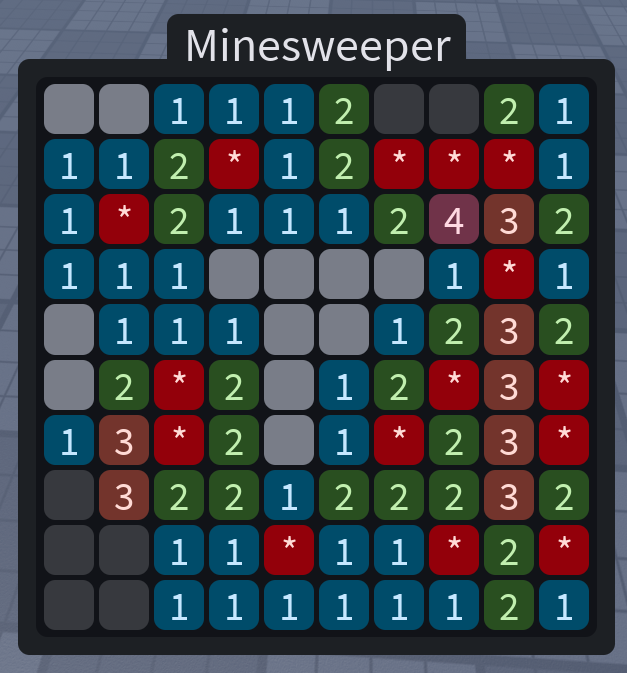 Minesweeper
1 1 1 2 2 1
1 1 2 * 1 2 * * * 1
1 * 2 1 1 1 2 4 3 2
1 1 1 1 * 1
1 1 1 1 2 3 2
2 * 2 1 2 * 3 *
1 3 * 2 1 * 2 3 *
3 2 2 1 2 2 2 3 2
1 1 * 1 1 * 2 *
1 1 1 1 1 1 2 1